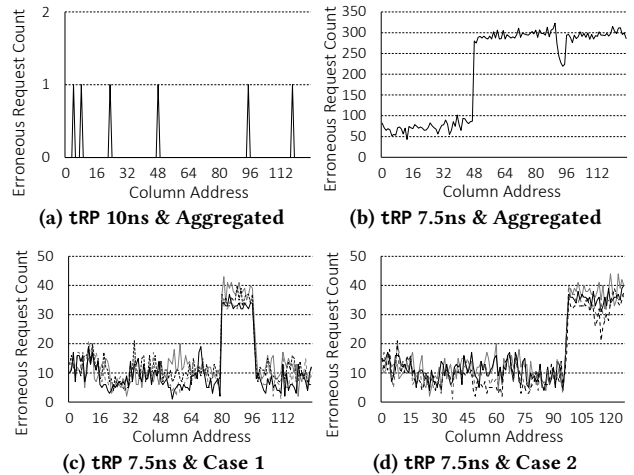 Erroneous Request Count
2
1
0
0 16 32 48 64 80 96 112
Column Address
(a) tRP 10ns & Aggregated
Erroneous Request Count
350
300
250
200
150
100
50
0
0 16 32 48 64 80 96 112
Column Address
(b) tRP 7.5ns & Aggregated
Erroneous Request Count
50
40
30
20
10
0
0 16 32 48 64 80 96 112
Column Address
(c) tRP 7.5ns & Case 1
Erroneous Request Count
50
40
30
20
10
0
0 15 30 45 60 75 90 105 120
Column Address
(d) tRP 7.5ns & Case 2